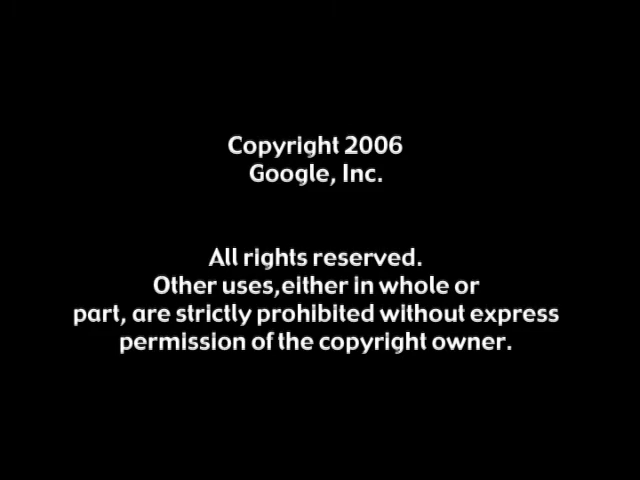 Copyright 2006
Google, Inc.
All rights reserved.
Other uses,either in whole or
part, are strictly prohibited without express
permission of the copyright owner.